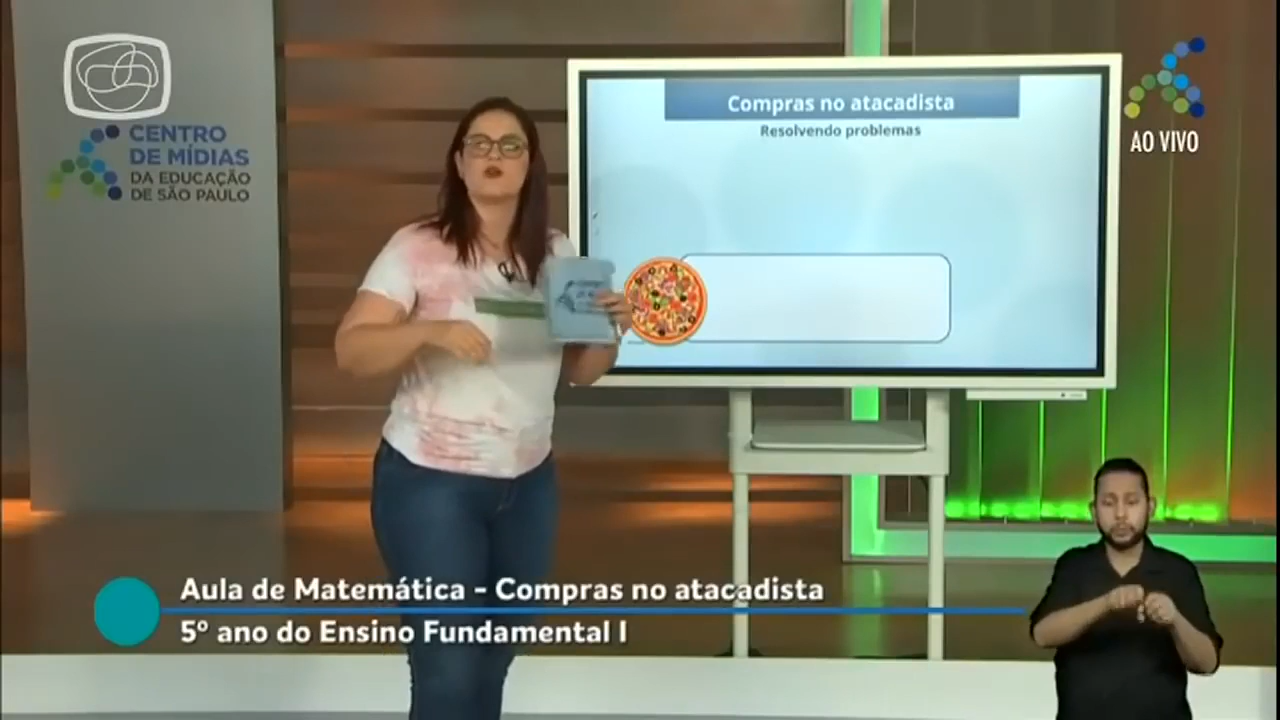 CENTRO
DE MÍDIAS
DA EDUCAÇÃO
DE SÃO PAULO
Compras no atacadista
Resolvendo problemas
AO VIVO
Aula de Matemática - Compras no atacadista
5º ano do Ensino Fundamental I